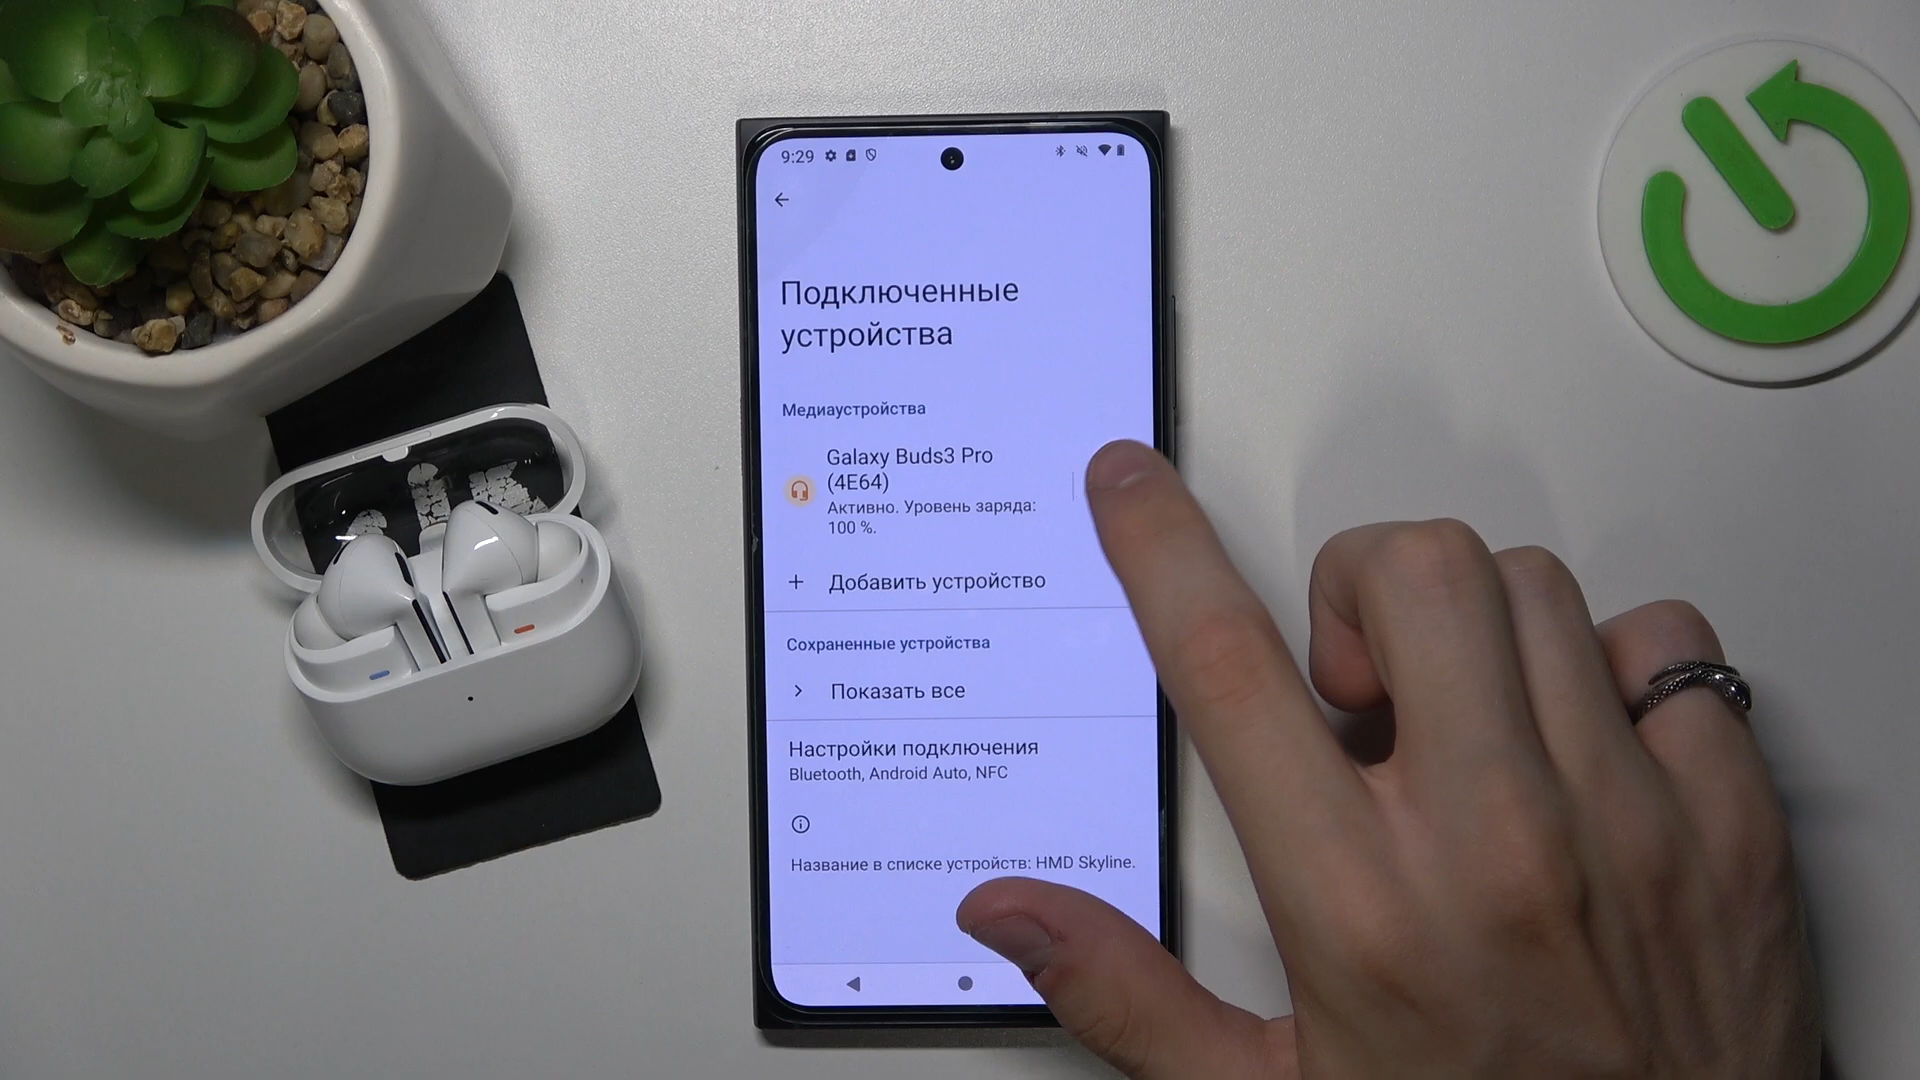 9:29
Подключенные
устройства
Медиаустройства
Galaxy Buds3 Pro
(4E64)
Активно. Уровень заряда:
100 %.
+ Добавить устройство
Сохраненные устройства
Показать все
Настройки подключения
Bluetooth, Android Auto, NFC
Название в списке устройств: HMD Skyline.